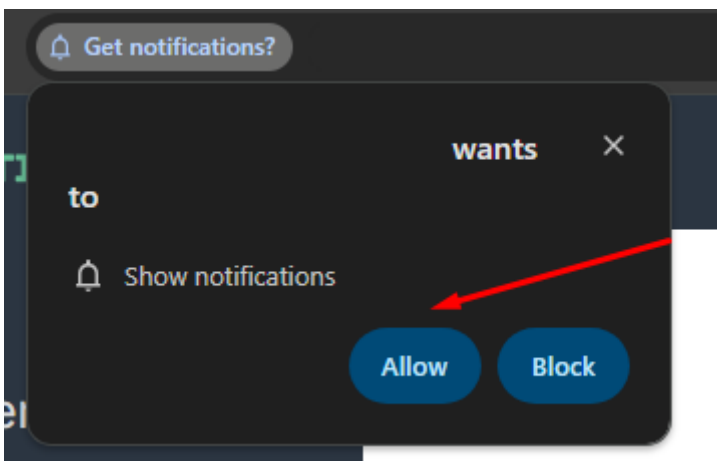 Get notifications?
wants
to
Show notifications
Allow Block